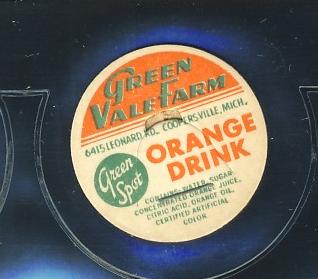 GREEN
VALE FARM
6415 LEONARD RD. COOPERSVILLE, MICH.
ORANGE
DRINK
Green
Spot
CONTAINS: WATER, SUGAR,
CONCENTRATED ORANGE JUICE,
CITRIC ACID, ORANGE OIL,
CERTIFIED ARTIFICIAL
COLOR